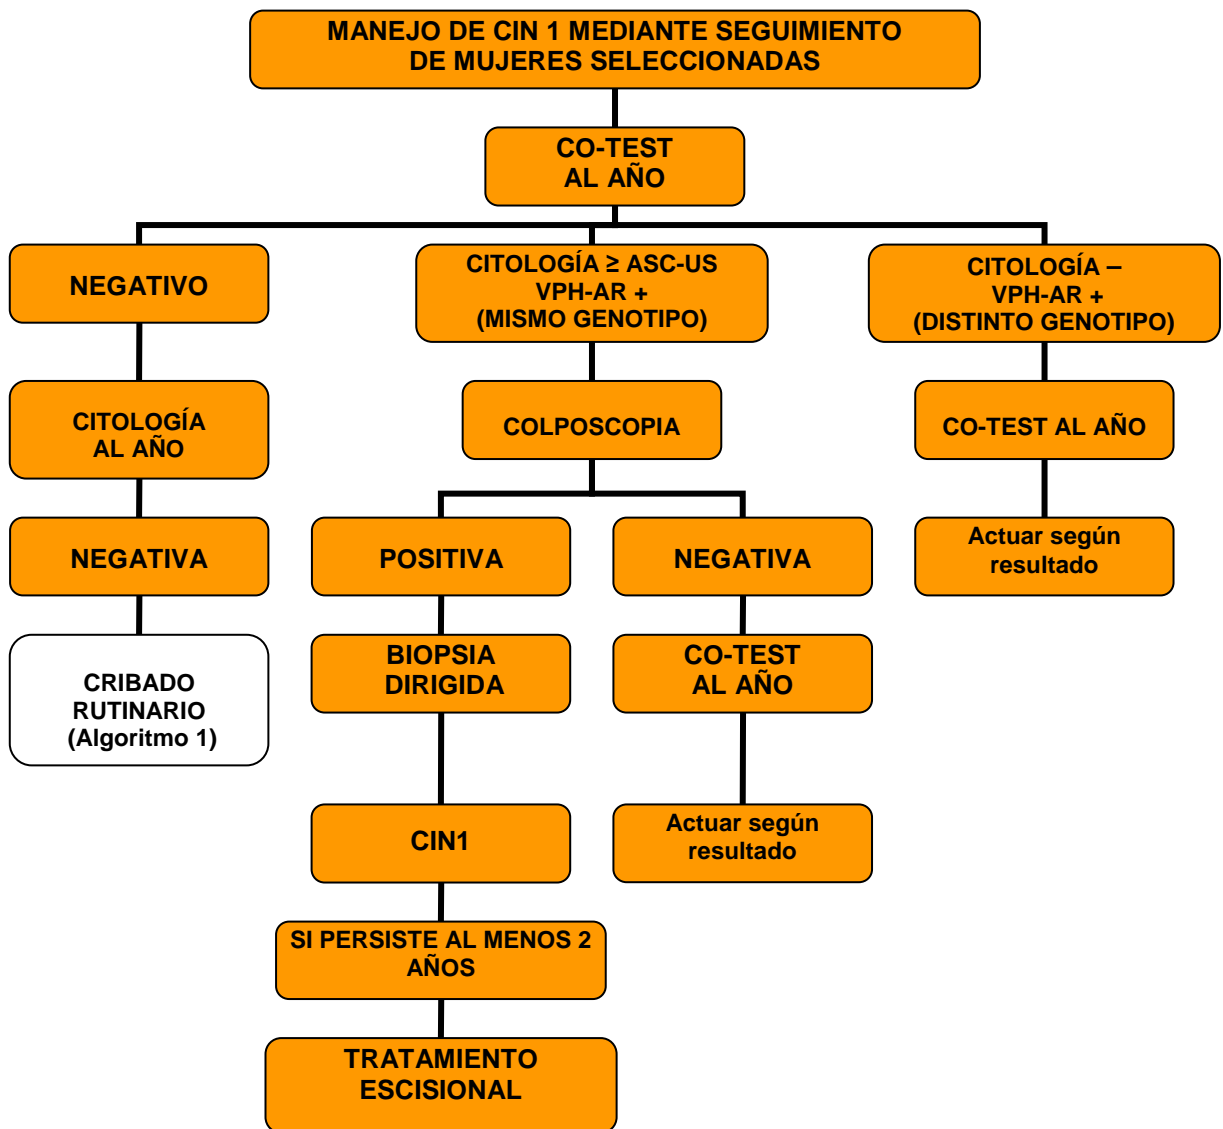 MANEJO DE CIN 1 MEDIANTE SEGUIMIENTO
DE MUJERES SELECCIONADAS
CO-TEST
AL AÑO
NEGATIVO
CITOLOGÍA ≥ ASC-US
VPH-AR +
(MISMO GENOTIPO)
CITOLOGÍA –
VPH-AR +
(DISTINTO GENOTIPO)
CITOLOGÍA
AL AÑO
COLPOSCOPIA
CO-TEST AL AÑO
NEGATIVA
POSITIVA
NEGATIVA
Actuar según
resultado
CRIBADO
RUTINARIO
(Algoritmo 1)
BIOPSIA
DIRIGIDA
CO-TEST
AL AÑO
CIN1
Actuar según
resultado
SI PERSISTE AL MENOS 2
AÑOS
TRATAMIENTO
ESCISIONAL